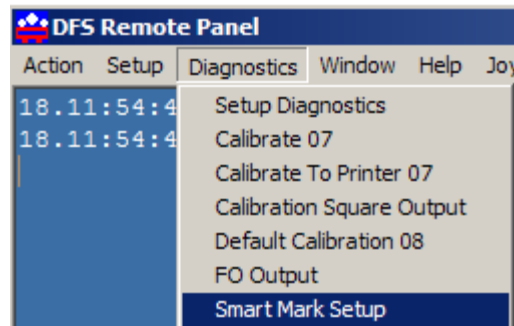 DFS Remote Panel
Action Setup Diagnostics Window Help Joy
18.11:54:4
18.11:54:4
Setup Diagnostics
Calibrate 07
Calibrate To Printer 07
Calibration Square Output
Default Calibration 08
FO Output
Smart Mark Setup